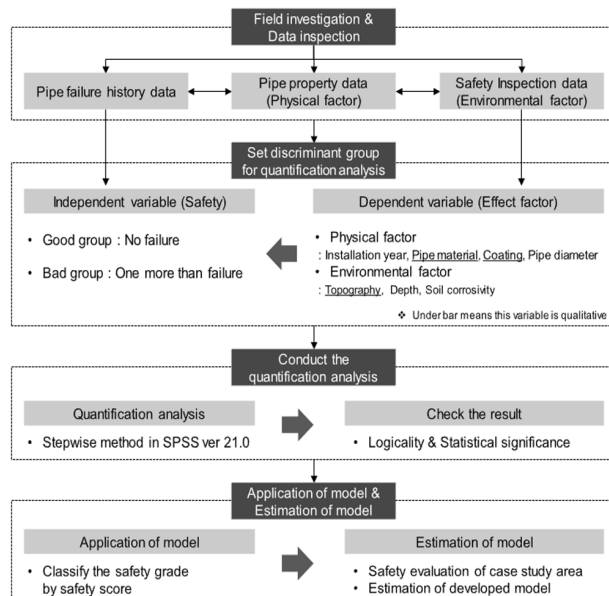 Field investigation &
Data inspection
Pipe failure history data
Pipe property data
(Physical factor)
Safety Inspection data
(Environmental factor)
Set discriminant group
for quantification analysis
Independent variable (Safety)
• Good group : No failure
• Bad group : One more than failure
Dependent variable (Effect factor)
• Physical factor
: Installation year, Pipe material, Coating, Pipe diameter
• Environmental factor
: Topography, Depth, Soil corrosivity
❖ Under bar means this variable is qualitative
Conduct the
quantification analysis
Quantification analysis
• Stepwise method in SPSS ver 21.0
Check the result
• Logicality & Statistical significance
Application of model &
Estimation of model
Application of model
• Classify the safety grade
by safety score
Estimation of model
• Safety evaluation of case study area
• Estimation of developed model